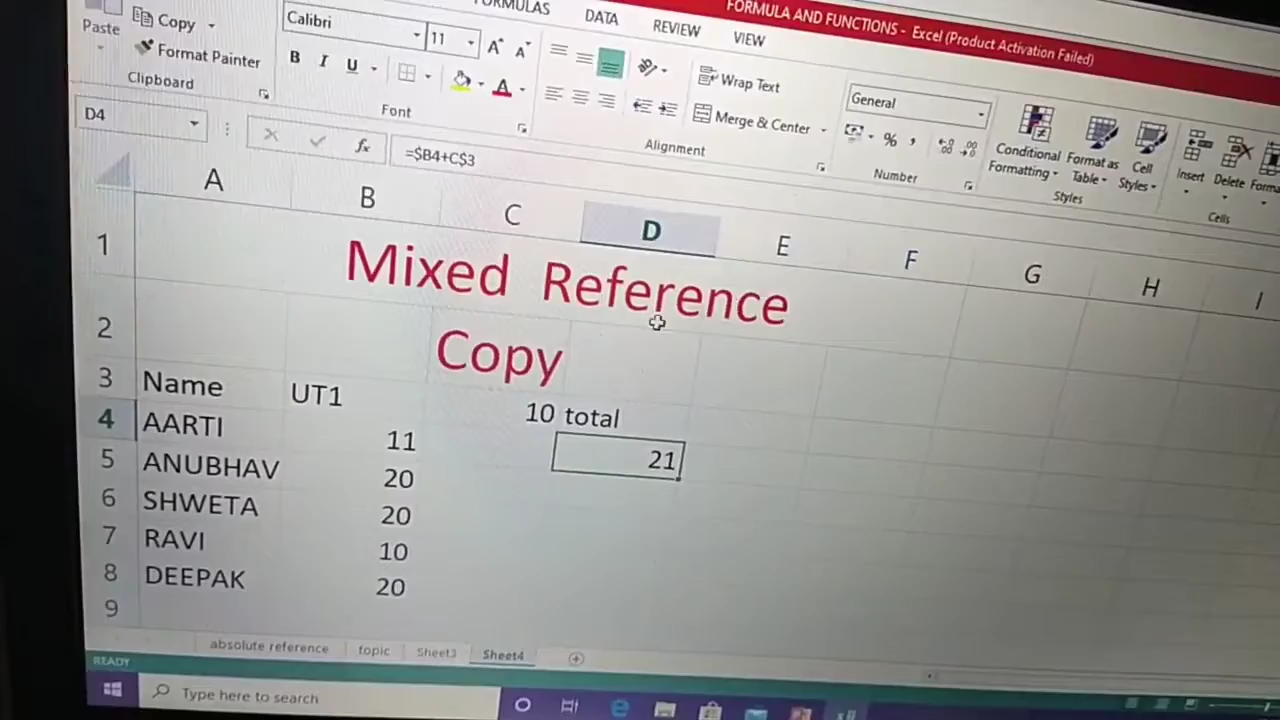 FORMULAS DATA REVIEW VIEW
FORMULA AND FUNCTIONS - Excel (Product Activation Failed)
Paste
Copy
Format Painter
Clipboard
Calibri 11
B I U
Font
Wrap Text
Merge & Center
Alignment
General
%
Number
Conditional Formatting
Format as Table
Cell Styles
Styles
Insert Delete
Cells
D4
fx
=$B4+C$3
A B C D E F G H I
1 Mixed Reference
2 Copy
3 Name UT1 10 total
4 AARTI 11 21
5 ANUBHAV 20
6 SHWETA 20
7 RAVI 10
8 DEEPAK 20
9
absolute reference topic Sheet3 Sheet4
READY
Type here to search